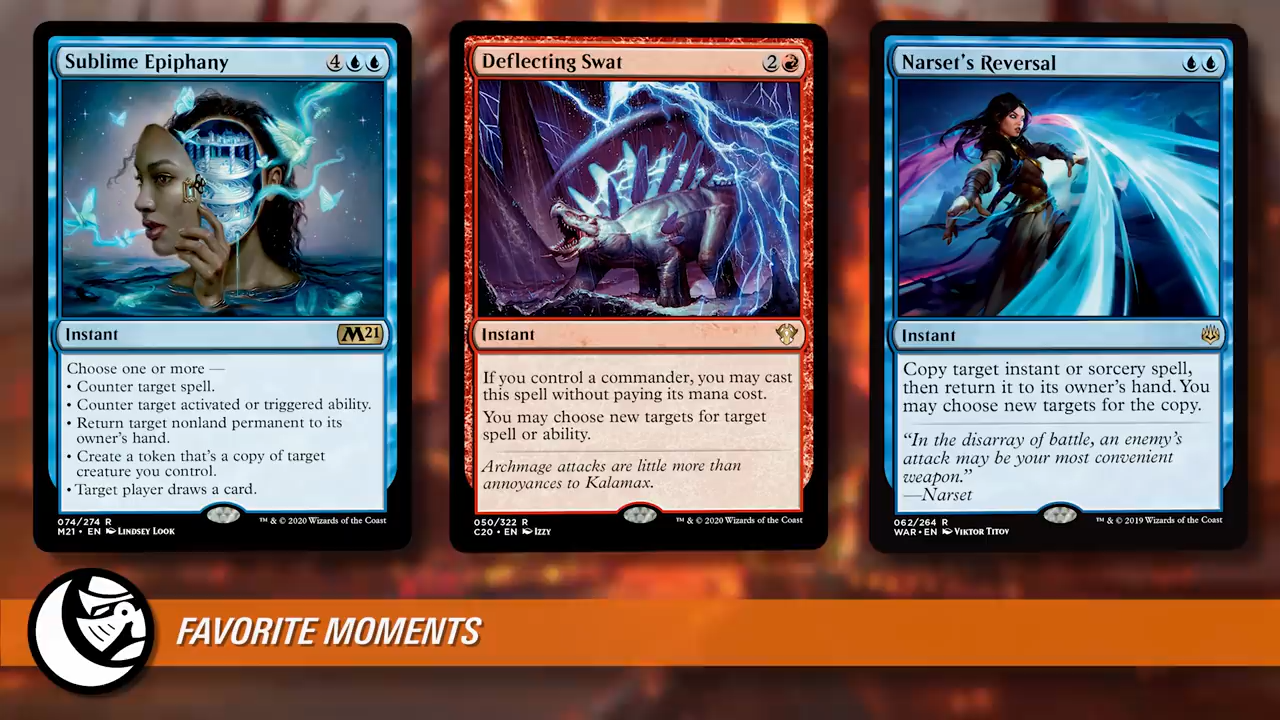 Sublime Epiphany 4
Instant M21
Choose one or more —
• Counter target spell.
• Counter target activated or triggered ability.
• Return target nonland permanent to its
owner's hand.
• Create a token that's a copy of target
creature you control.
• Target player draws a card.
074/274 R
M21 • EN Lindsey Look
™ & © 2020 Wizards of the Coast
Deflecting Swat 2
Instant
If you control a commander, you may cast
this spell without paying its mana cost.
You may choose new targets for target
spell or ability.
Archmage attacks are little more than
annoyances to Kalamax.
050/322 R
C20 • EN Izzy
™ & © 2020 Wizards of the Coast
Narset's Reversal
Instant
Copy target instant or sorcery spell,
then return it to its owner's hand. You
may choose new targets for the copy.
“In the disarray of battle, an enemy's
attack may be your most convenient
weapon.”
—Narset
062/264 R
WAR • EN Viktor Titov
™ & © 2019 Wizards of the Coast
FAVORITE MOMENTS